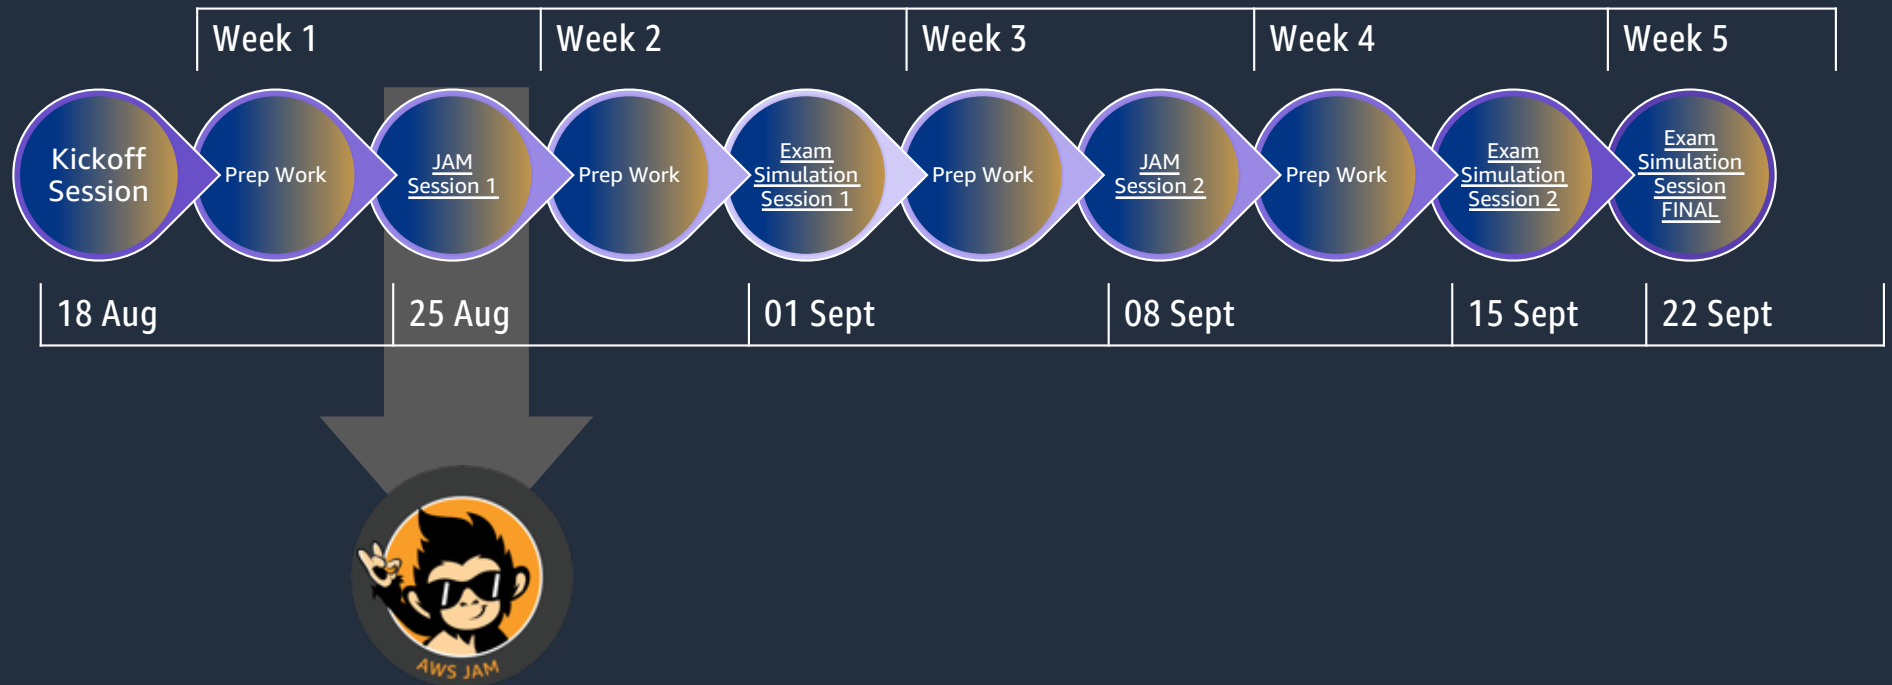 Week 1
Week 2
Week 3
Week 4
Week 5
Kickoff
Session
Prep Work
JAM
Session 1
Prep Work
Exam
Simulation
Session 1
Prep Work
JAM
Session 2
Prep Work
Exam
Simulation
Session 2
Exam
Simulation
Session
FINAL
18 Aug
25 Aug
01 Sept
08 Sept
15 Sept
22 Sept
AWS JAM